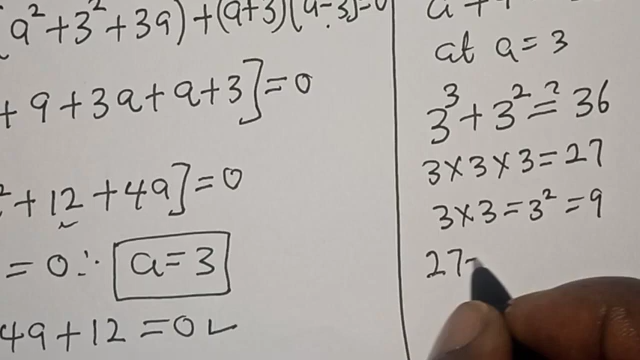 a²+3²+3a)+(a+3)(a-3)=0
+9+3a+a+3]=0
²+12+4a]=0
=0∴ a=3
4a+12=0✓
a+
at a=3
3³+3²≟36
3×3×3=27
3×3=3²=9
27-